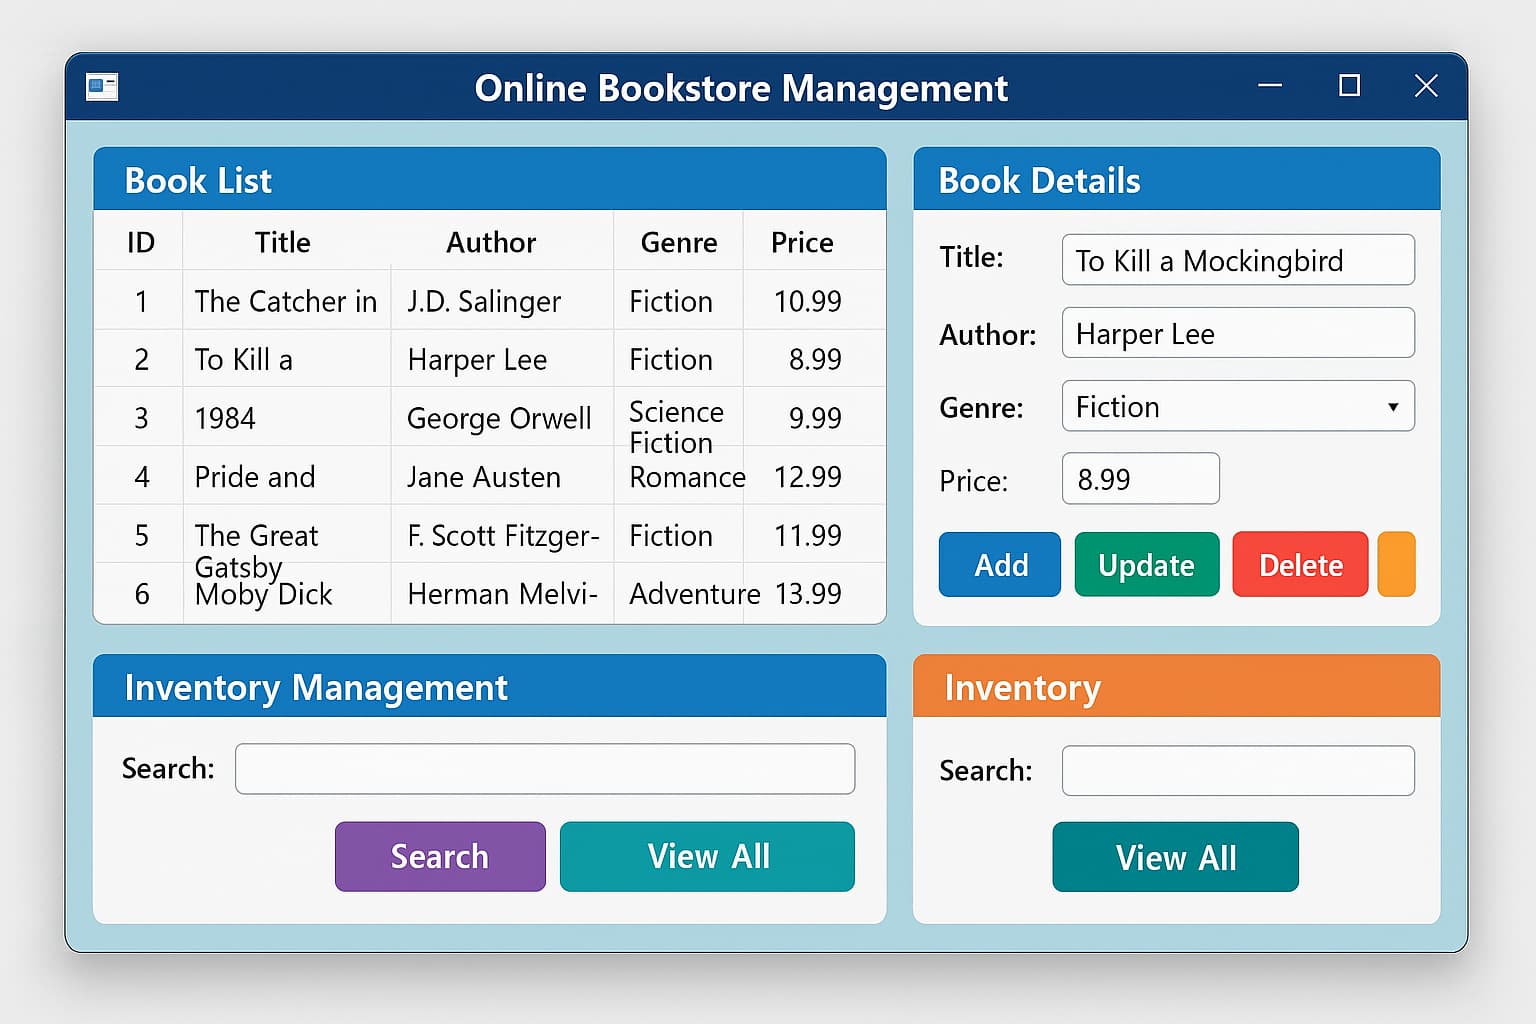 Online Bookstore Management
Book List
ID Title Author Genre Price
1 The Catcher in J.D. Salinger Fiction 10.99
2 To Kill a Harper Lee Fiction 8.99
3 1984 George Orwell Science Fiction 9.99
4 Pride and Jane Austen Romance 12.99
5 The Great Gatsby F. Scott Fitzger- Fiction 11.99
6 Moby Dick Herman Melvi- Adventure 13.99
Book Details
Title: To Kill a Mockingbird
Author: Harper Lee
Genre: Fiction
Price: 8.99
Add Update Delete
Inventory Management
Search:
Search View All
Inventory
Search:
View All